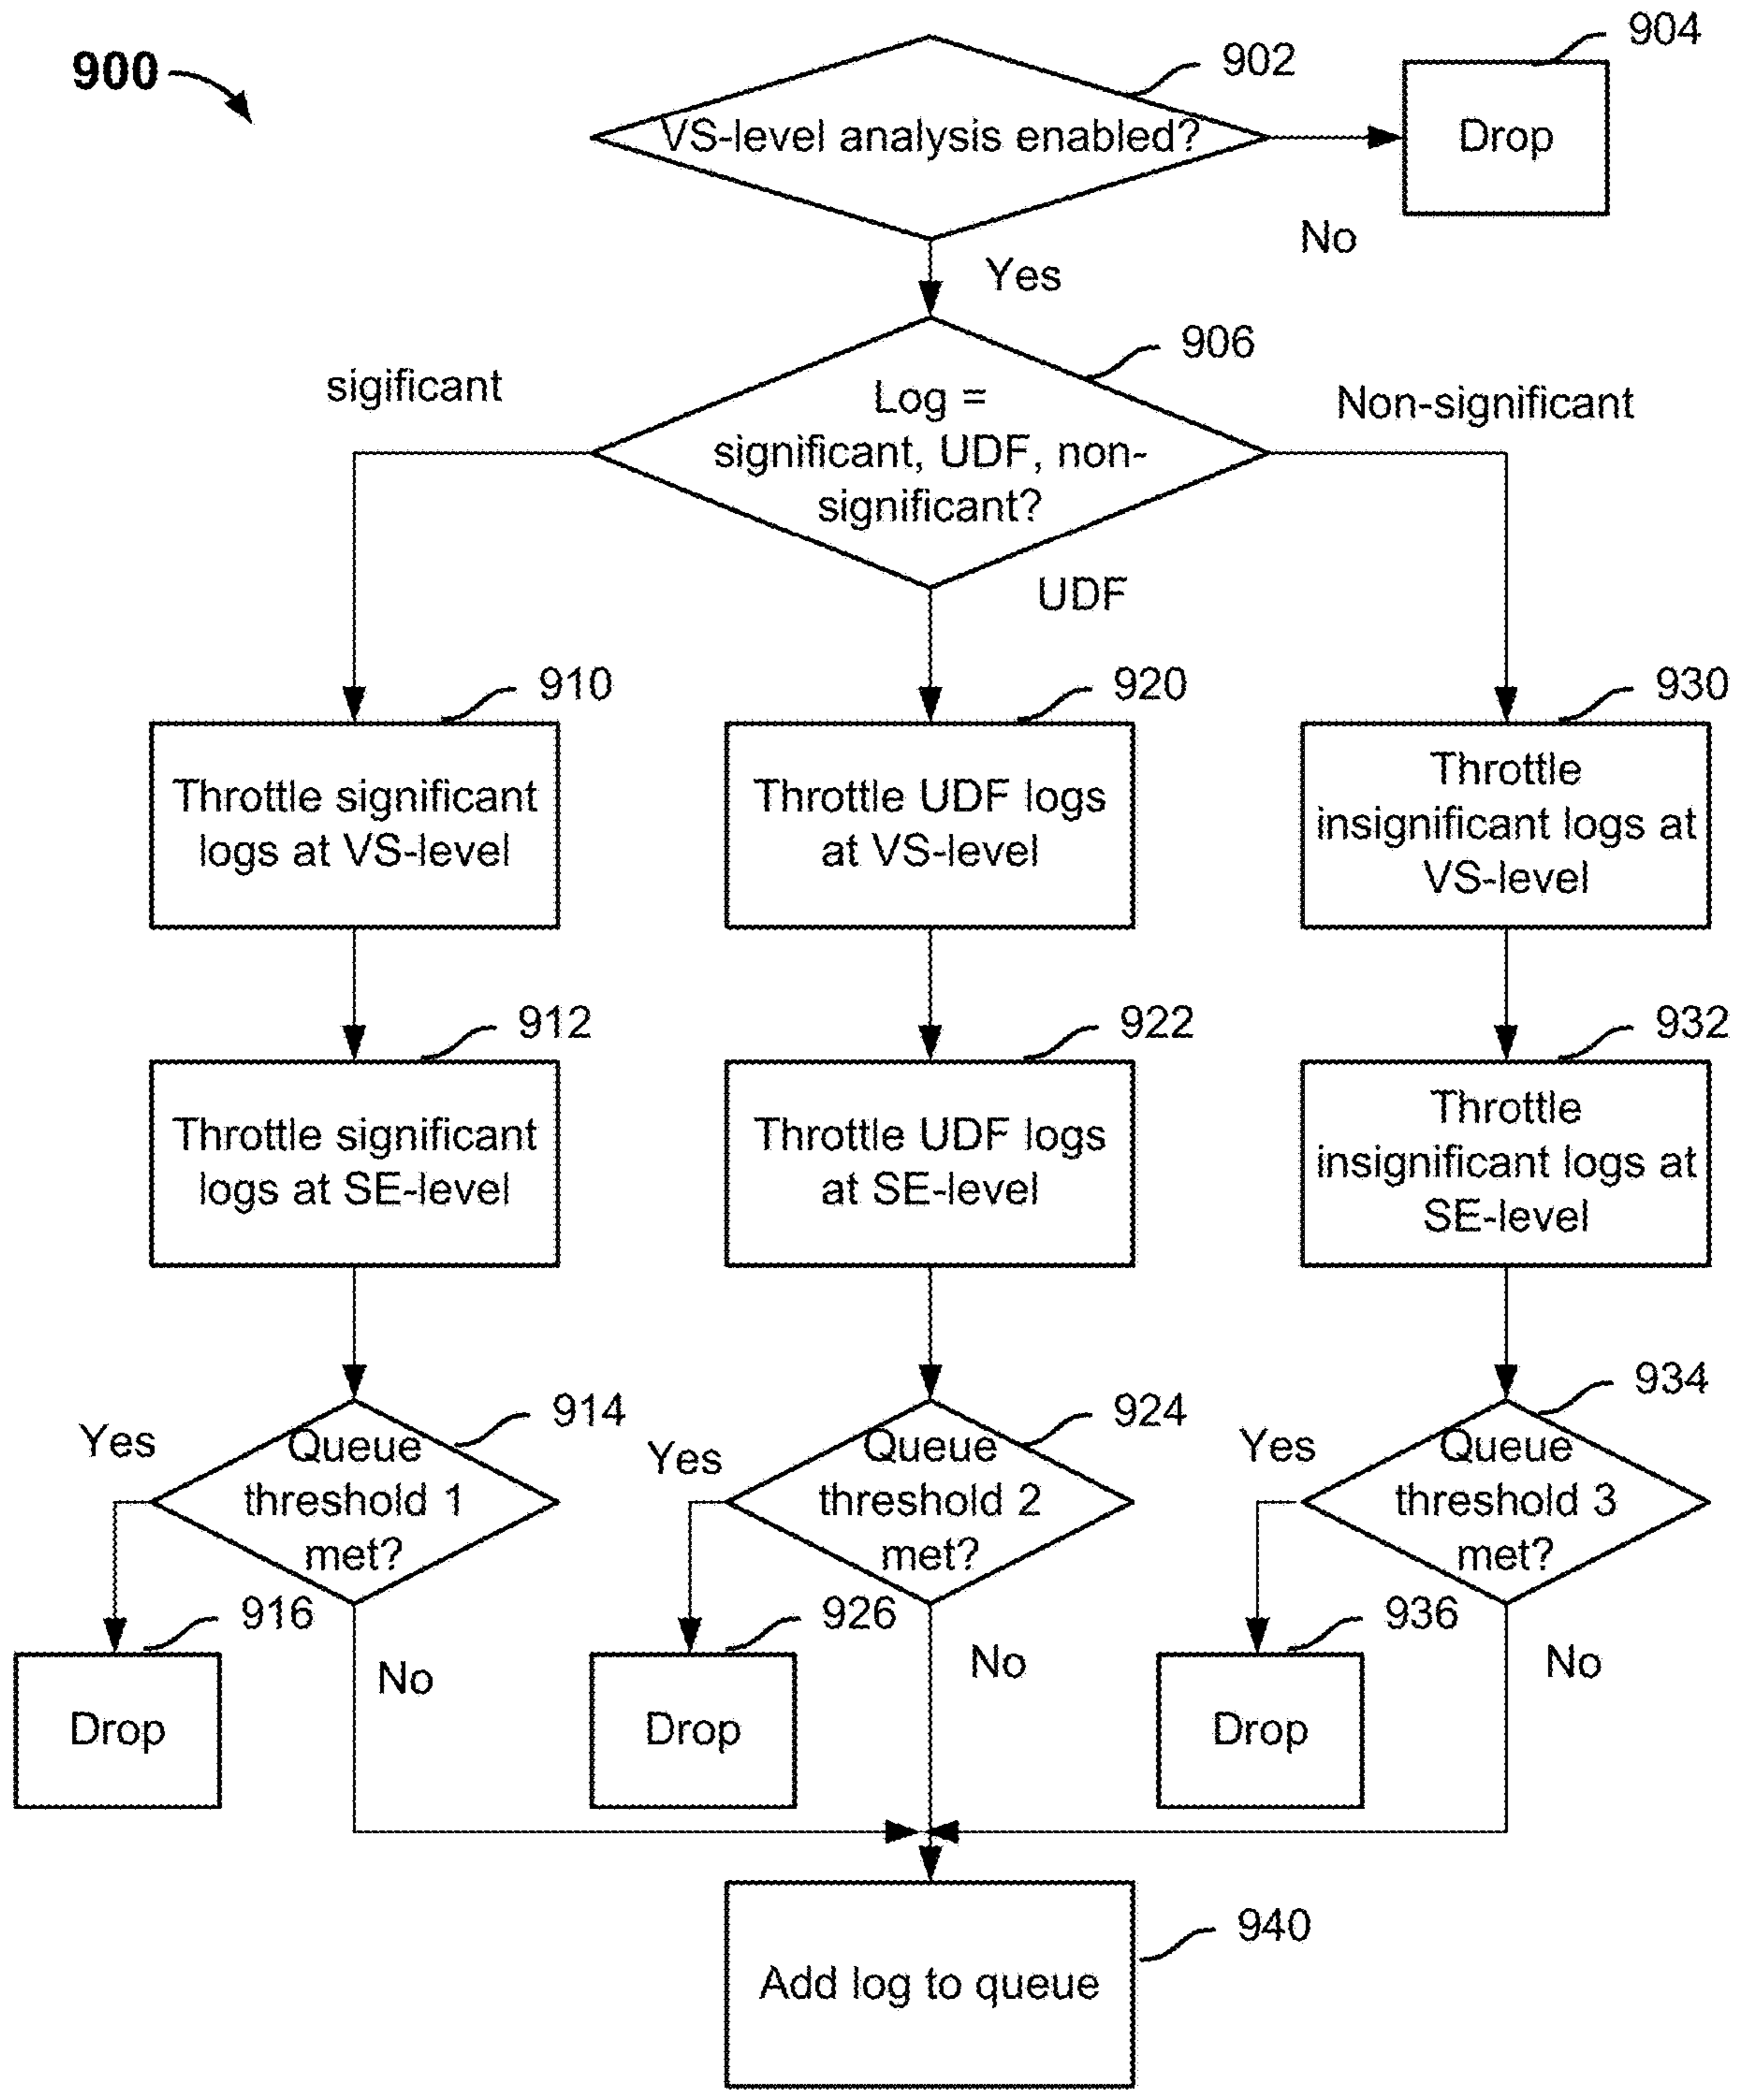 900
902
904
VS-level analysis enabled?
Drop
No
Yes
906
sigificant
Non-significant
Log =
significant, UDF, non-
significant?
UDF
910
920
930
Throttle significant
logs at VS-level
Throttle UDF logs
at VS-level
Throttle
insignificant logs at
VS-level
912
922
932
Throttle significant
logs at SE-level
Throttle UDF logs
at SE-level
Throttle
insignificant logs at
SE-level
914
924
934
Yes
Queue
threshold 1
met?
Yes
Queue
threshold 2
met?
Yes
Queue
threshold 3
met?
916
926
936
No
No
No
Drop
Drop
Drop
940
Add log to queue